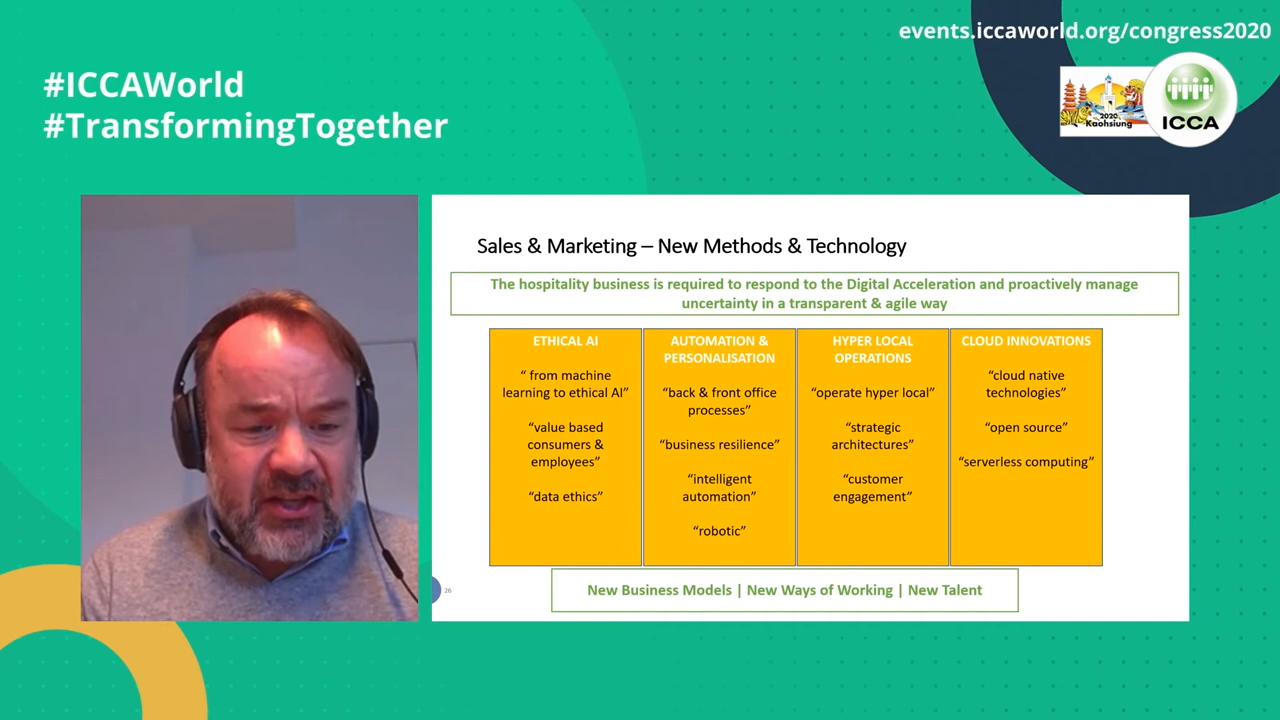 events.iccaworld.org/congress2020
#ICCAWorld
#TransformingTogether
2020
Kaohsiung
ICCA
Sales & Marketing – New Methods & Technology
The hospitality business is required to respond to the Digital Acceleration and proactively manage
uncertainty in a transparent & agile way
ETHICAL AI
“ from machine
learning to ethical AI”
“value based
consumers &
employees”
“data ethics”
AUTOMATION &
PERSONALISATION
“back & front office
processes”
“business resilience”
“intelligent
automation”
“robotic”
HYPER LOCAL
OPERATIONS
“operate hyper local”
“strategic
architectures”
“customer
engagement”
CLOUD INNOVATIONS
“cloud native
technologies”
“open source”
“serverless computing”
26
New Business Models | New Ways of Working | New Talent